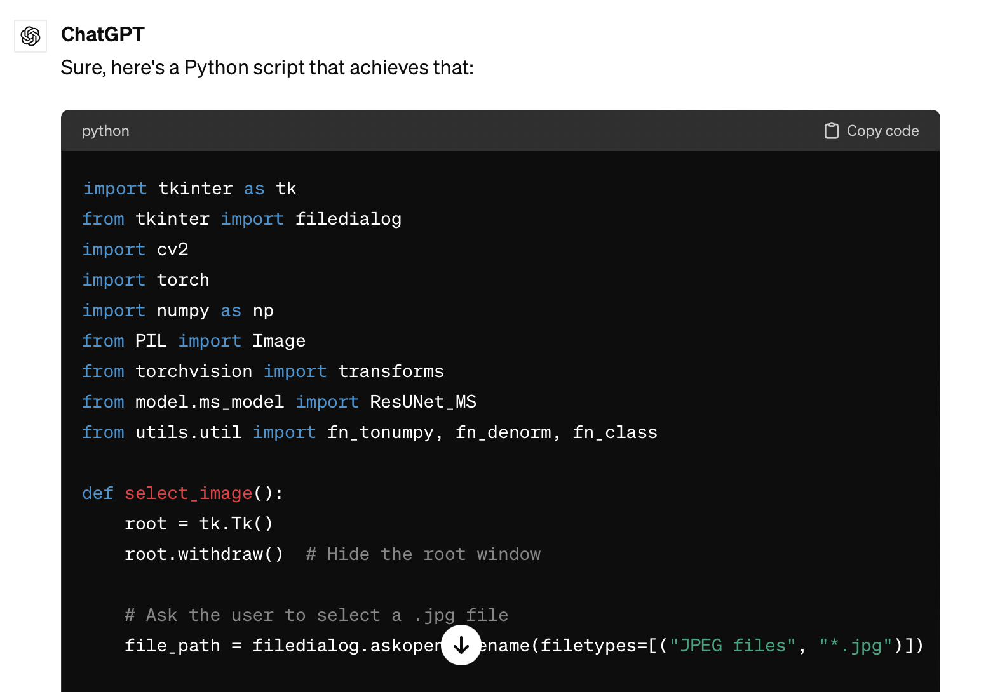 ChatGPT
Sure, here's a Python script that achieves that:
python
Copy code
import tkinter as tk
from tkinter import filedialog
import cv2
import torch
import numpy as np
from PIL import Image
from torchvision import transforms
from model.ms_model import ResUNet_MS
from utils.util import fn_tonumpy, fn_denorm, fn_class
def select_image():
    root = tk.Tk()
    root.withdraw()  # Hide the root window
    # Ask the user to select a .jpg file
    file_path = filedialog.askopen ename(filetypes=[("JPEG files", "*.jpg")])